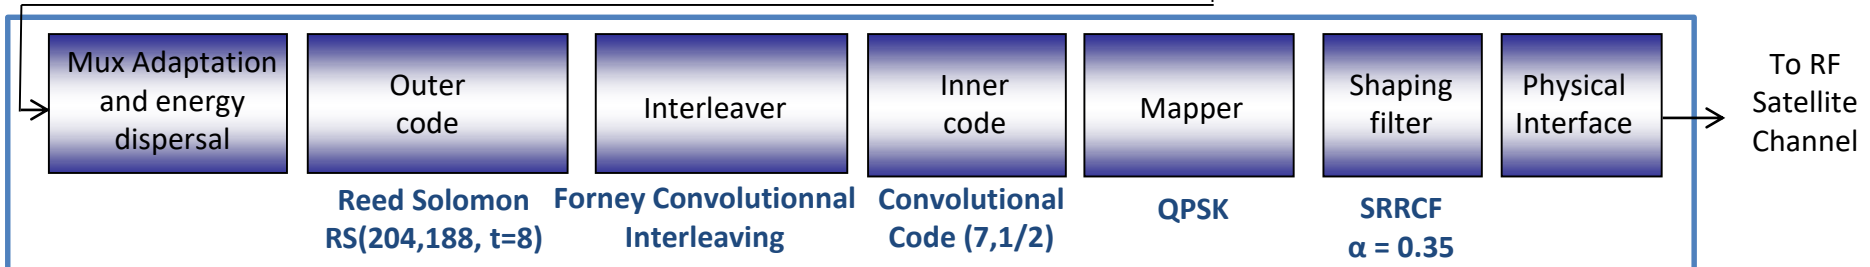 Mux Adaptation
and energy
dispersal
Outer
code
Interleaver
Inner
code
Mapper
Shaping
filter
Physical
Interface
To RF
Satellite
Channel
Reed Solomon
RS(204,188, t=8)
Forney Convolutionnal
Interleaving
Convolutional
Code (7,1/2)
QPSK
SRRCF
α = 0.35